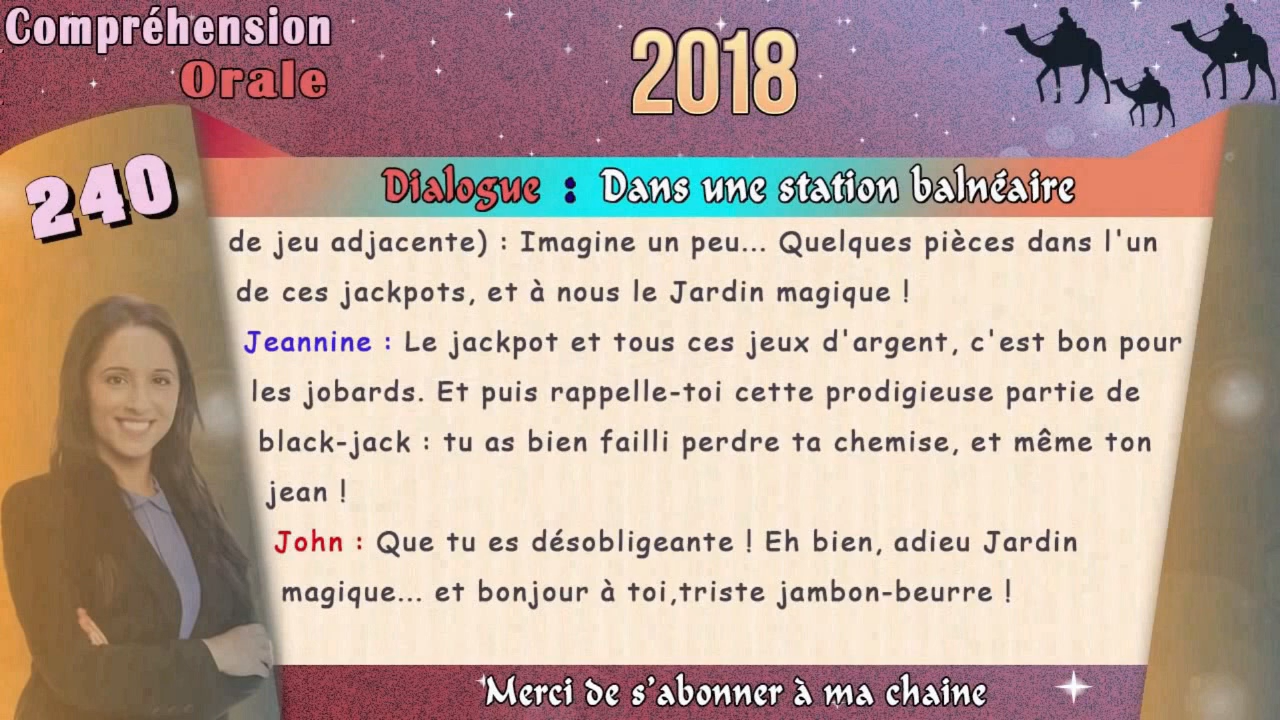 Compréhension
Orale
2018
240
Dialogue : Dans une station balnéaire
de jeu adjacente) : Imagine un peu... Quelques pièces dans l'un
de ces jackpots, et à nous le Jardin magique !
Jeannine : Le jackpot et tous ces jeux d'argent, c'est bon pour
les jobards. Et puis rappelle-toi cette prodigieuse partie de
black-jack : tu as bien failli perdre ta chemise, et même ton
jean !
John : Que tu es désobligeante ! Eh bien, adieu Jardin
magique... et bonjour à toi,triste jambon-beurre !
Merci de s'abonner à ma chaine